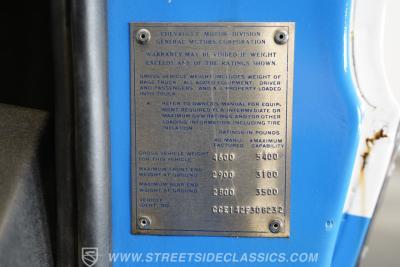 CHEVROLET MOTOR DIVISION
GENERAL MOTORS CORPORATION
WARRANTY MAY BE VOIDED IF WEIGHT
EXCEEDS ANY OF THE RATINGS SHOWN.
GROSS VEHICLE WEIGHT INCLUDES WEIGHT OF
BASE TRUCK, ALL ADDED EQUIPMENT, DRIVER
AND PASSENGERS AND ALL PROPERTY LOADED
INTO TRUCK.
REFER TO OWNERS MANUAL FOR EQUIP-
MENT REQUIRED FOR INTERMEDIATE OR
MAXIMUM GVW RATINGS AND FOR OTHER
LOADING INFORMATION INCLUDING TIRE
INFLATION
RATINGS IN POUNDS
AS MANU- MAXIMUM
FACTURED CAPABILITY
GROSS VEHICLE WEIGHT
FOR THIS VEHICLE 4600 5400
MAXIMUM FRONT END
WEIGHT AT GROUND 2900 3100
MAXIMUM REAR END
WEIGHT AT GROUND 2800 3500
VEHICLE
IDENT. NO. CCE142F306232
WWW.STREETSIDECLASSICS.COM